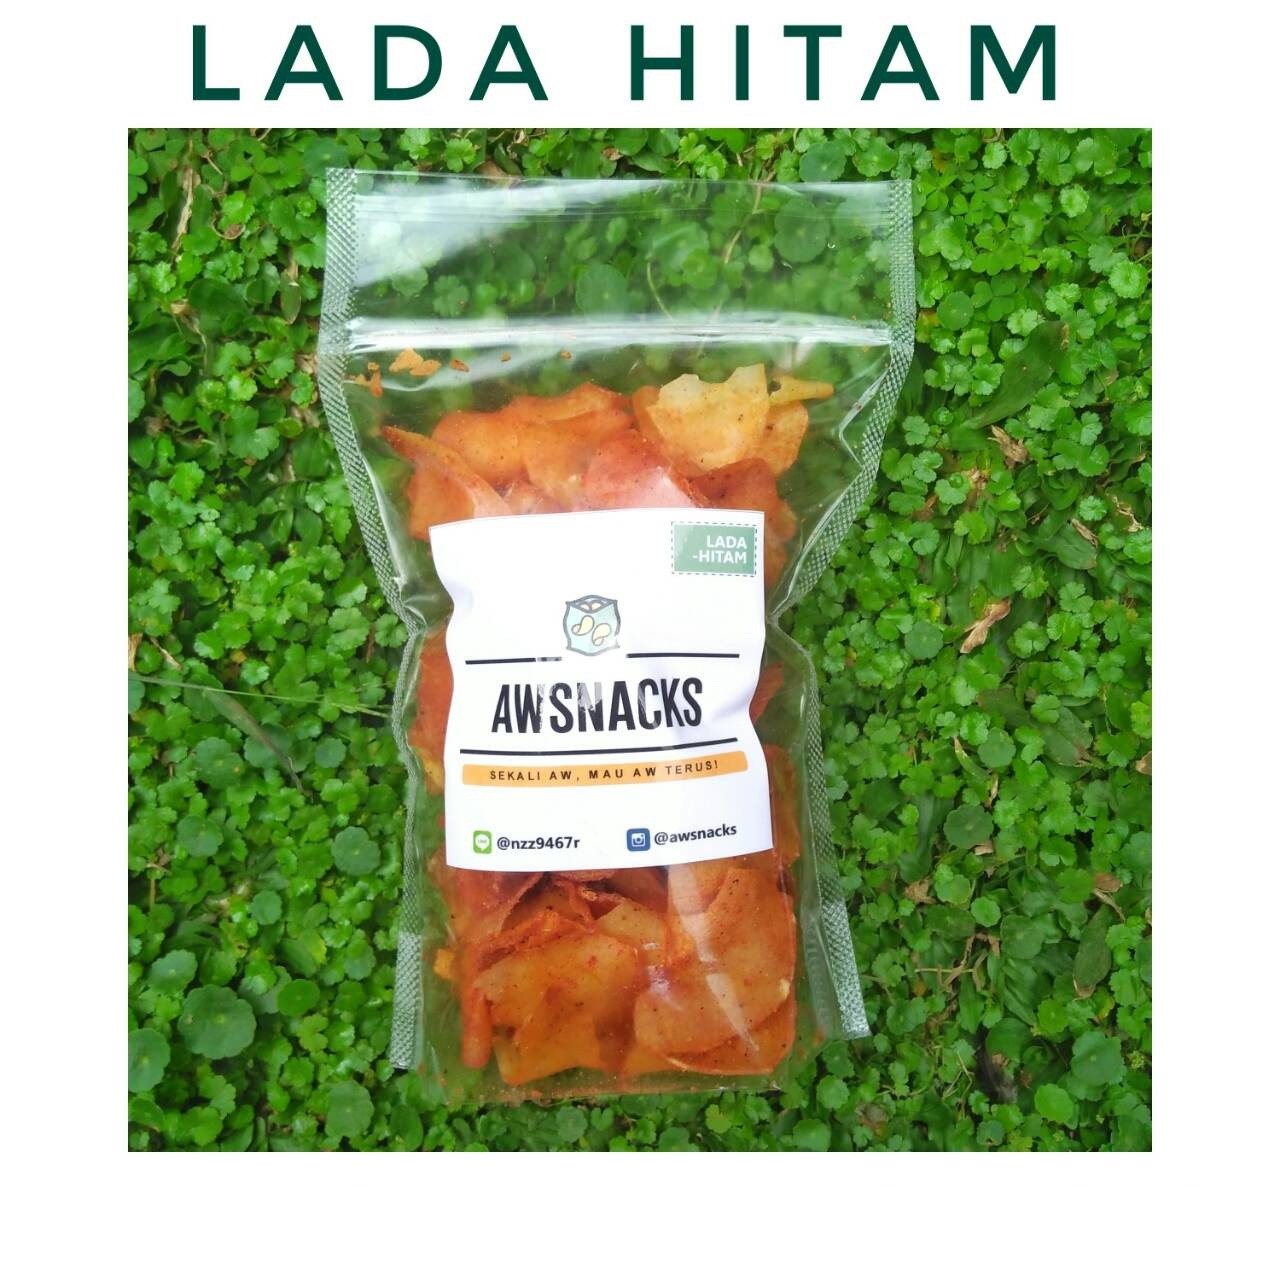 LADA HITAM
LADA
-HITAM
AWSNACKS
SEKALI AW, MAU AW TERUS!
@nzz9467r
@awsnacks